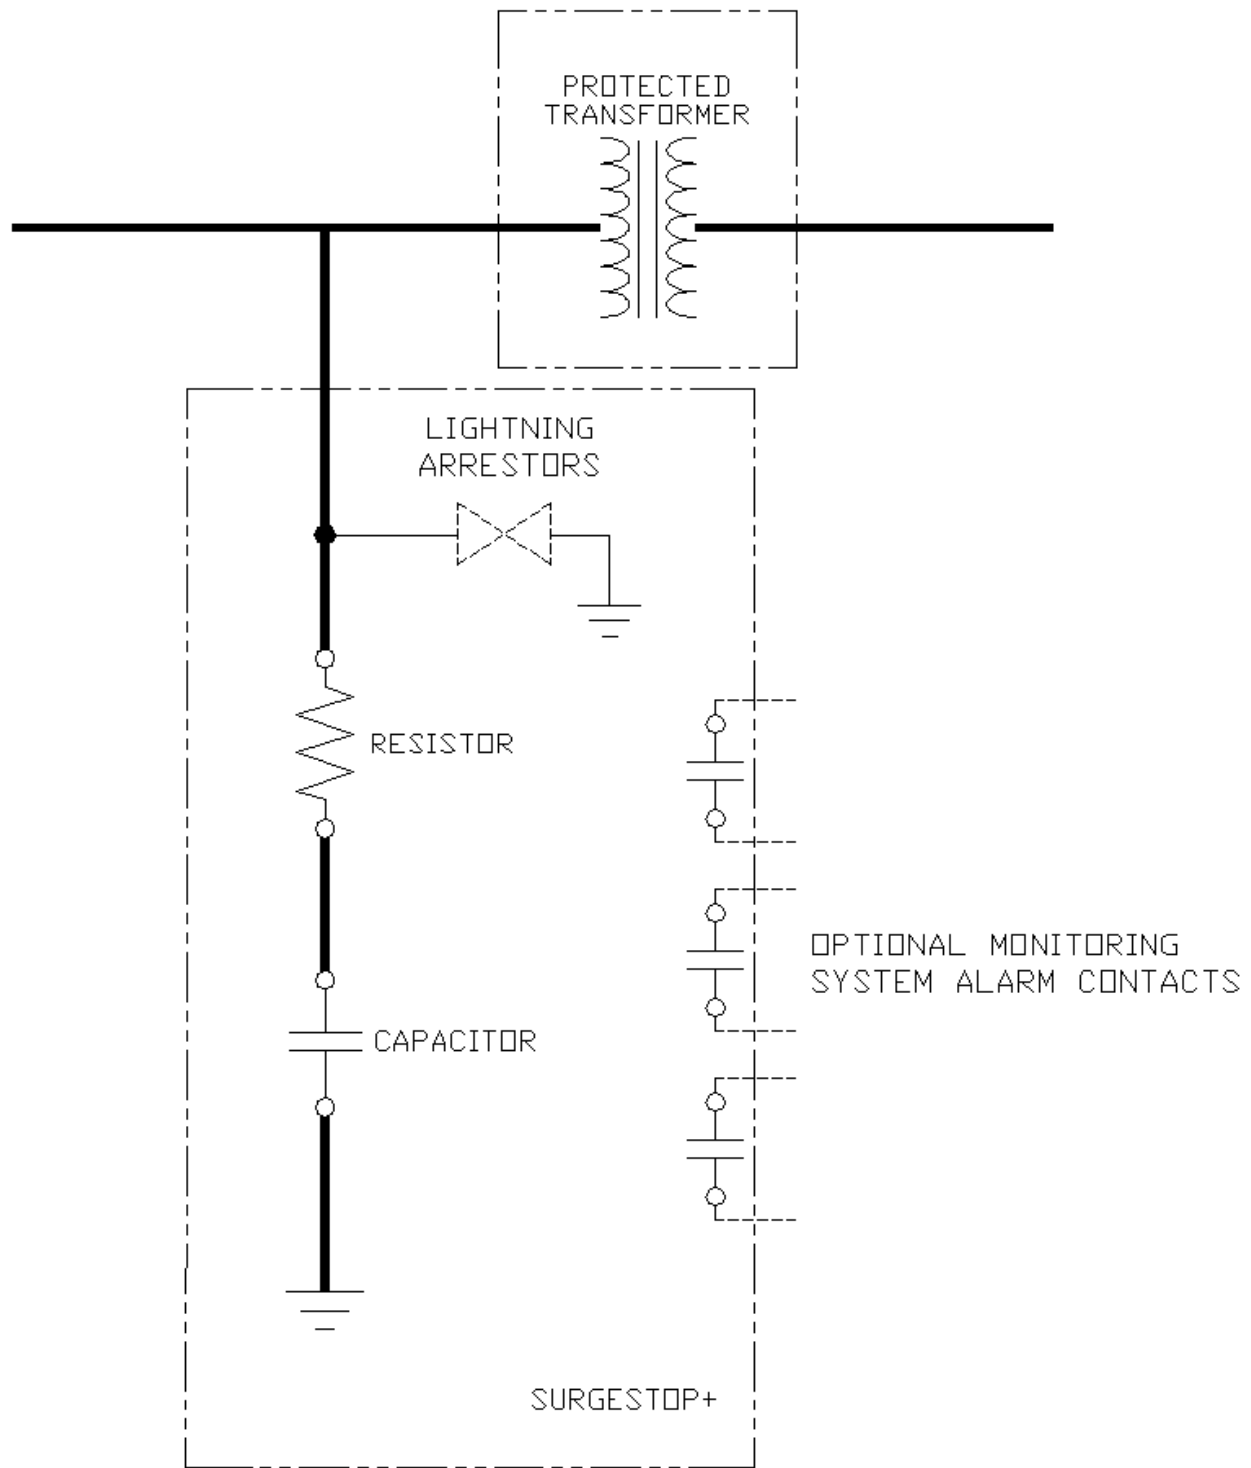 PROTECTED
TRANSFORMER
LIGHTNING
ARRESTORS
RESISTOR
OPTIONAL MONITORING
SYSTEM ALARM CONTACTS
CAPACITOR
SURGESTOP+